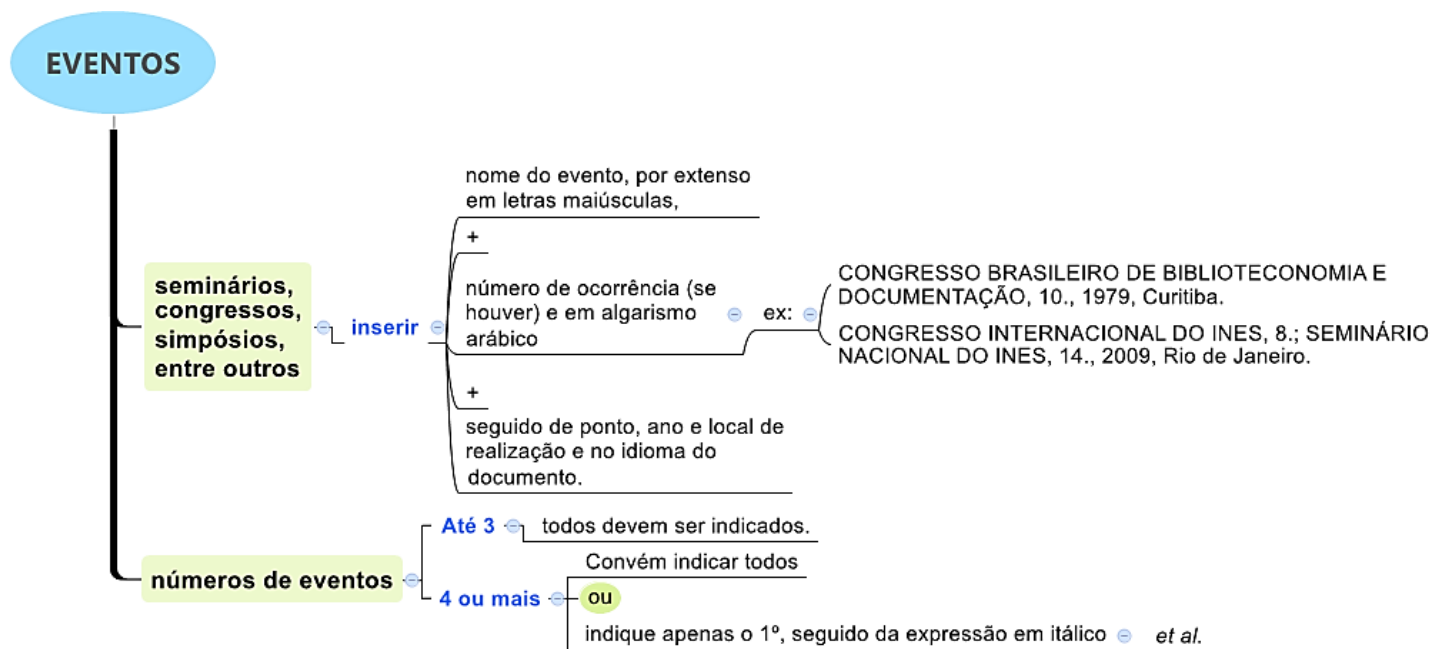 EVENTOS
seminários,
congressos,
simpósios,
entre outros
inserir
nome do evento, por extenso
em letras maiúsculas,
+
número de ocorrência (se
houver) e em algarismo
arábico
ex:
CONGRESSO BRASILEIRO DE BIBLIOTECONOMIA E
DOCUMENTAÇÃO, 10., 1979, Curitiba.
CONGRESSO INTERNACIONAL DO INES, 8.; SEMINÁRIO
NACIONAL DO INES, 14., 2009, Rio de Janeiro.
+
seguido de ponto, ano e local de
realização e no idioma do
documento.
números de eventos
Até 3
todos devem ser indicados.
4 ou mais
Convém indicar todos
ou
indique apenas o 1º, seguido da expressão em itálico
et al.